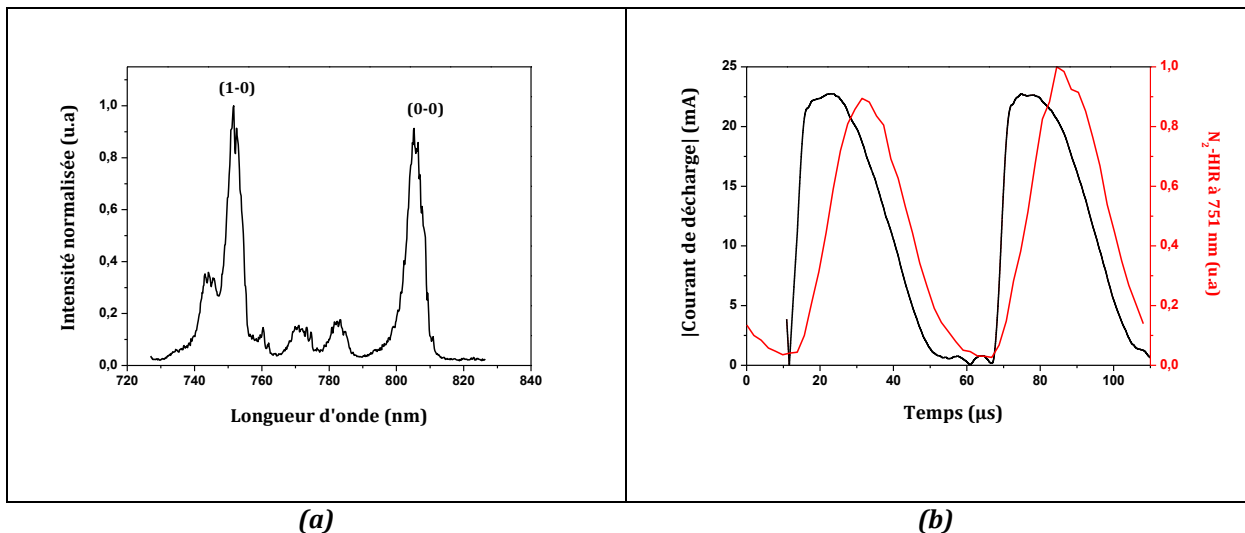 (1-0)
(0-0)
1,0
0,8
0,6
0,4
0,2
0,0
720 740 760 780 800 820 840
Intensité normalisée (u.a)
Longueur d'onde (nm)
(a)
25
20
15
10
5
0
0 20 40 60 80 100
|Courant de décharge| (mA)
Temps (µs)
1,0
0,8
0,6
0,4
0,2
0,0
N₂-HIR à 751 nm (u.a)
(b)